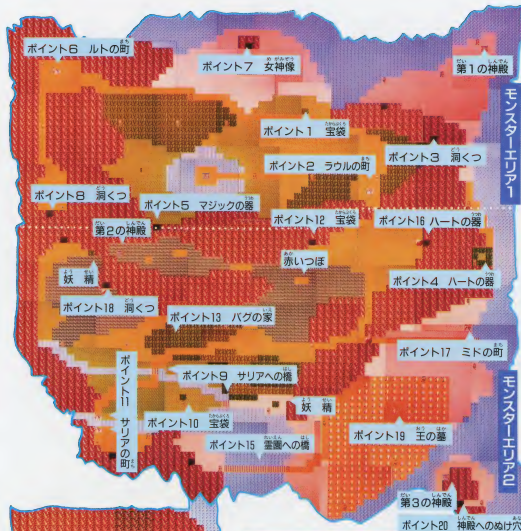 ポイント6 ルトの町
ポイント7 女神像
第1の神殿
モンスターエリア1
ポイント1 宝袋
ポイント2 ラウルの町
ポイント3 洞くつ
ポイント8 洞くつ
ポイント5 マジックの器
ポイント12 宝袋
ポイント16 ハートの器
第2の神殿
赤いつぼ
妖精
ポイント4 ハートの器
ポイント18 洞くつ
ポイント13 バグの家
ポイント17 ミドの町
ポイント11 サリアの町
ポイント9 サリアへの橋
モンスターエリア2
ポイント10 宝袋
妖精
ポイント15 霊園への橋
ポイント19 王の墓
第3の神殿
ポイント20 神殿へのぬけ穴